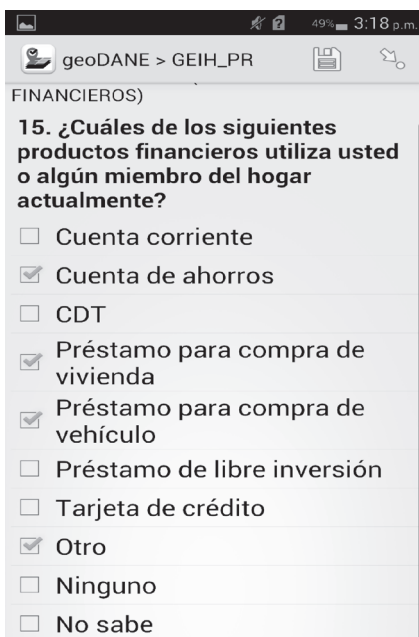 49% 3:18 p.m.
geoDANE > GEIH_PR
FINANCIEROS)
15. ¿Cuáles de los siguientes
productos financieros utiliza usted
o algún miembro del hogar
actualmente?
Cuenta corriente
Cuenta de ahorros
CDT
Préstamo para compra de
vivienda
Préstamo para compra de
vehículo
Préstamo de libre inversión
Tarjeta de crédito
Otro
Ninguno
No sabe